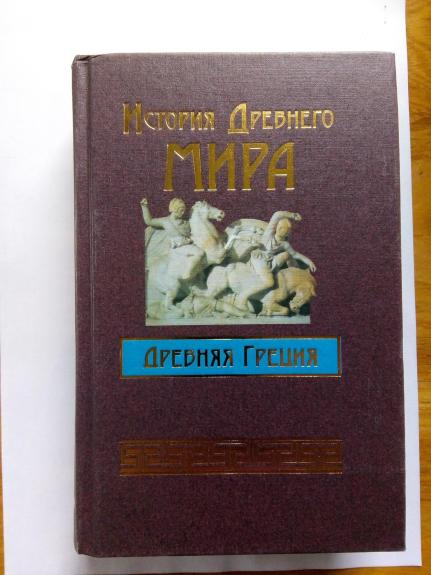 История Древнего
МИРА
Древняя Греция